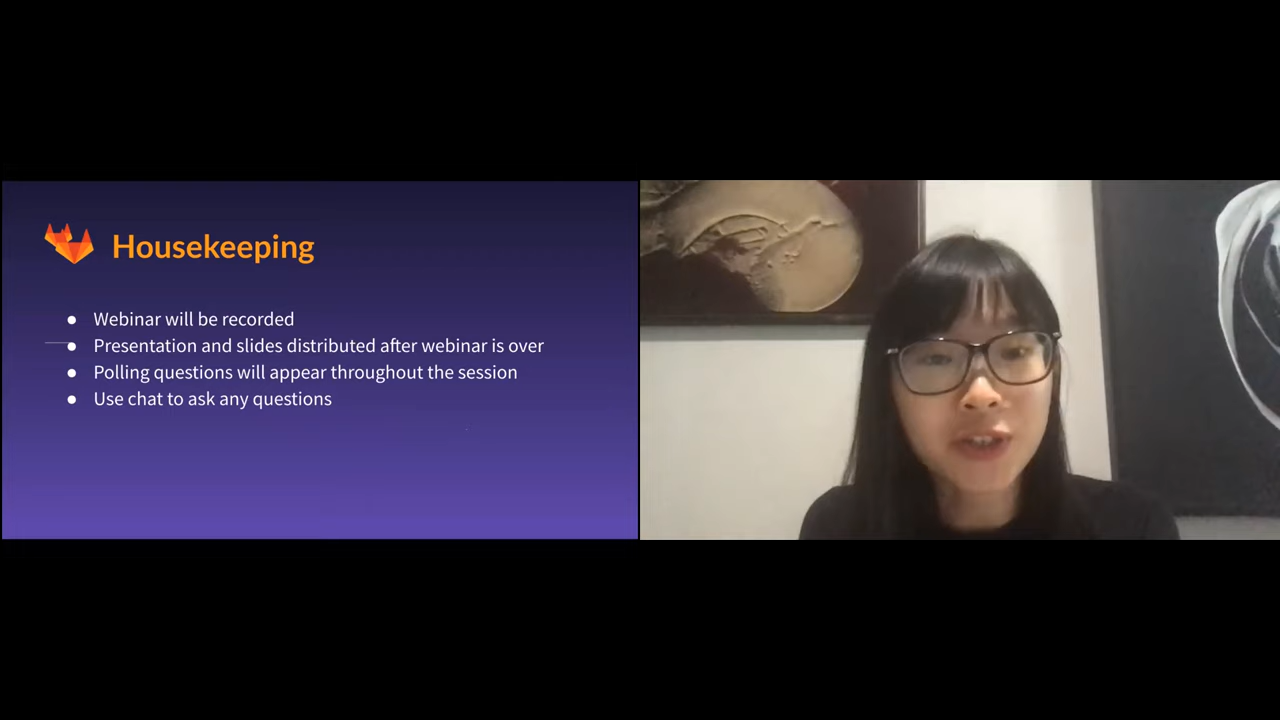 Housekeeping
● Webinar will be recorded
● Presentation and slides distributed after webinar is over
● Polling questions will appear throughout the session
● Use chat to ask any questions